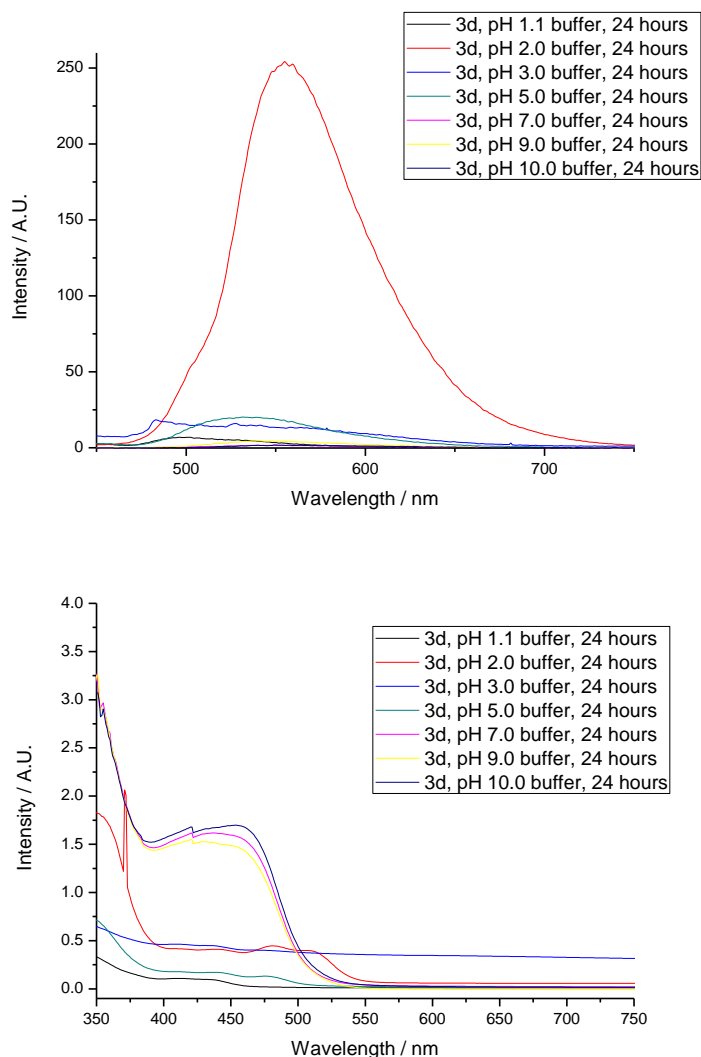 3d, pH 1.1 buffer, 24 hours
3d, pH 2.0 buffer, 24 hours
3d, pH 3.0 buffer, 24 hours
3d, pH 5.0 buffer, 24 hours
3d, pH 7.0 buffer, 24 hours
3d, pH 9.0 buffer, 24 hours
3d, pH 10.0 buffer, 24 hours
250
200
150
100
50
0
Intensity / A.U.
500 600 700
Wavelength / nm
3d, pH 1.1 buffer, 24 hours
3d, pH 2.0 buffer, 24 hours
3d, pH 3.0 buffer, 24 hours
3d, pH 5.0 buffer, 24 hours
3d, pH 7.0 buffer, 24 hours
3d, pH 9.0 buffer, 24 hours
3d, pH 10.0 buffer, 24 hours
4.0
3.5
3.0
2.5
2.0
1.5
1.0
0.5
0.0
Intensity / A.U.
350 400 450 500 550 600 650 700 750
Wavelength / nm